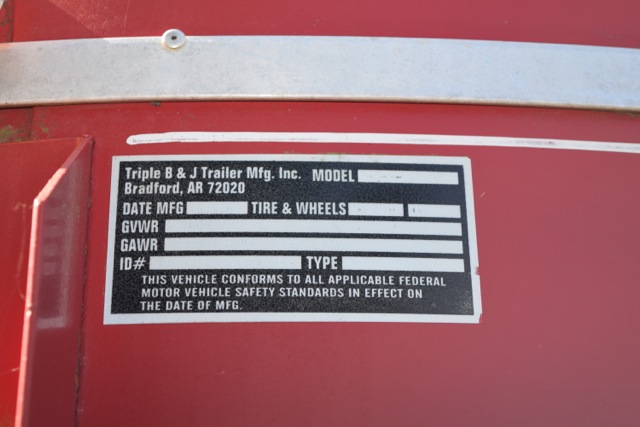 Triple B & J Trailer Mfg. Inc. MODEL
Bradford, AR 72020
DATE MFG TIRE & WHEELS
GVWR
GAWR
ID# TYPE
THIS VEHICLE CONFORMS TO ALL APPLICABLE FEDERAL
MOTOR VEHICLE SAFETY STANDARDS IN EFFECT ON
THE DATE OF MFG.